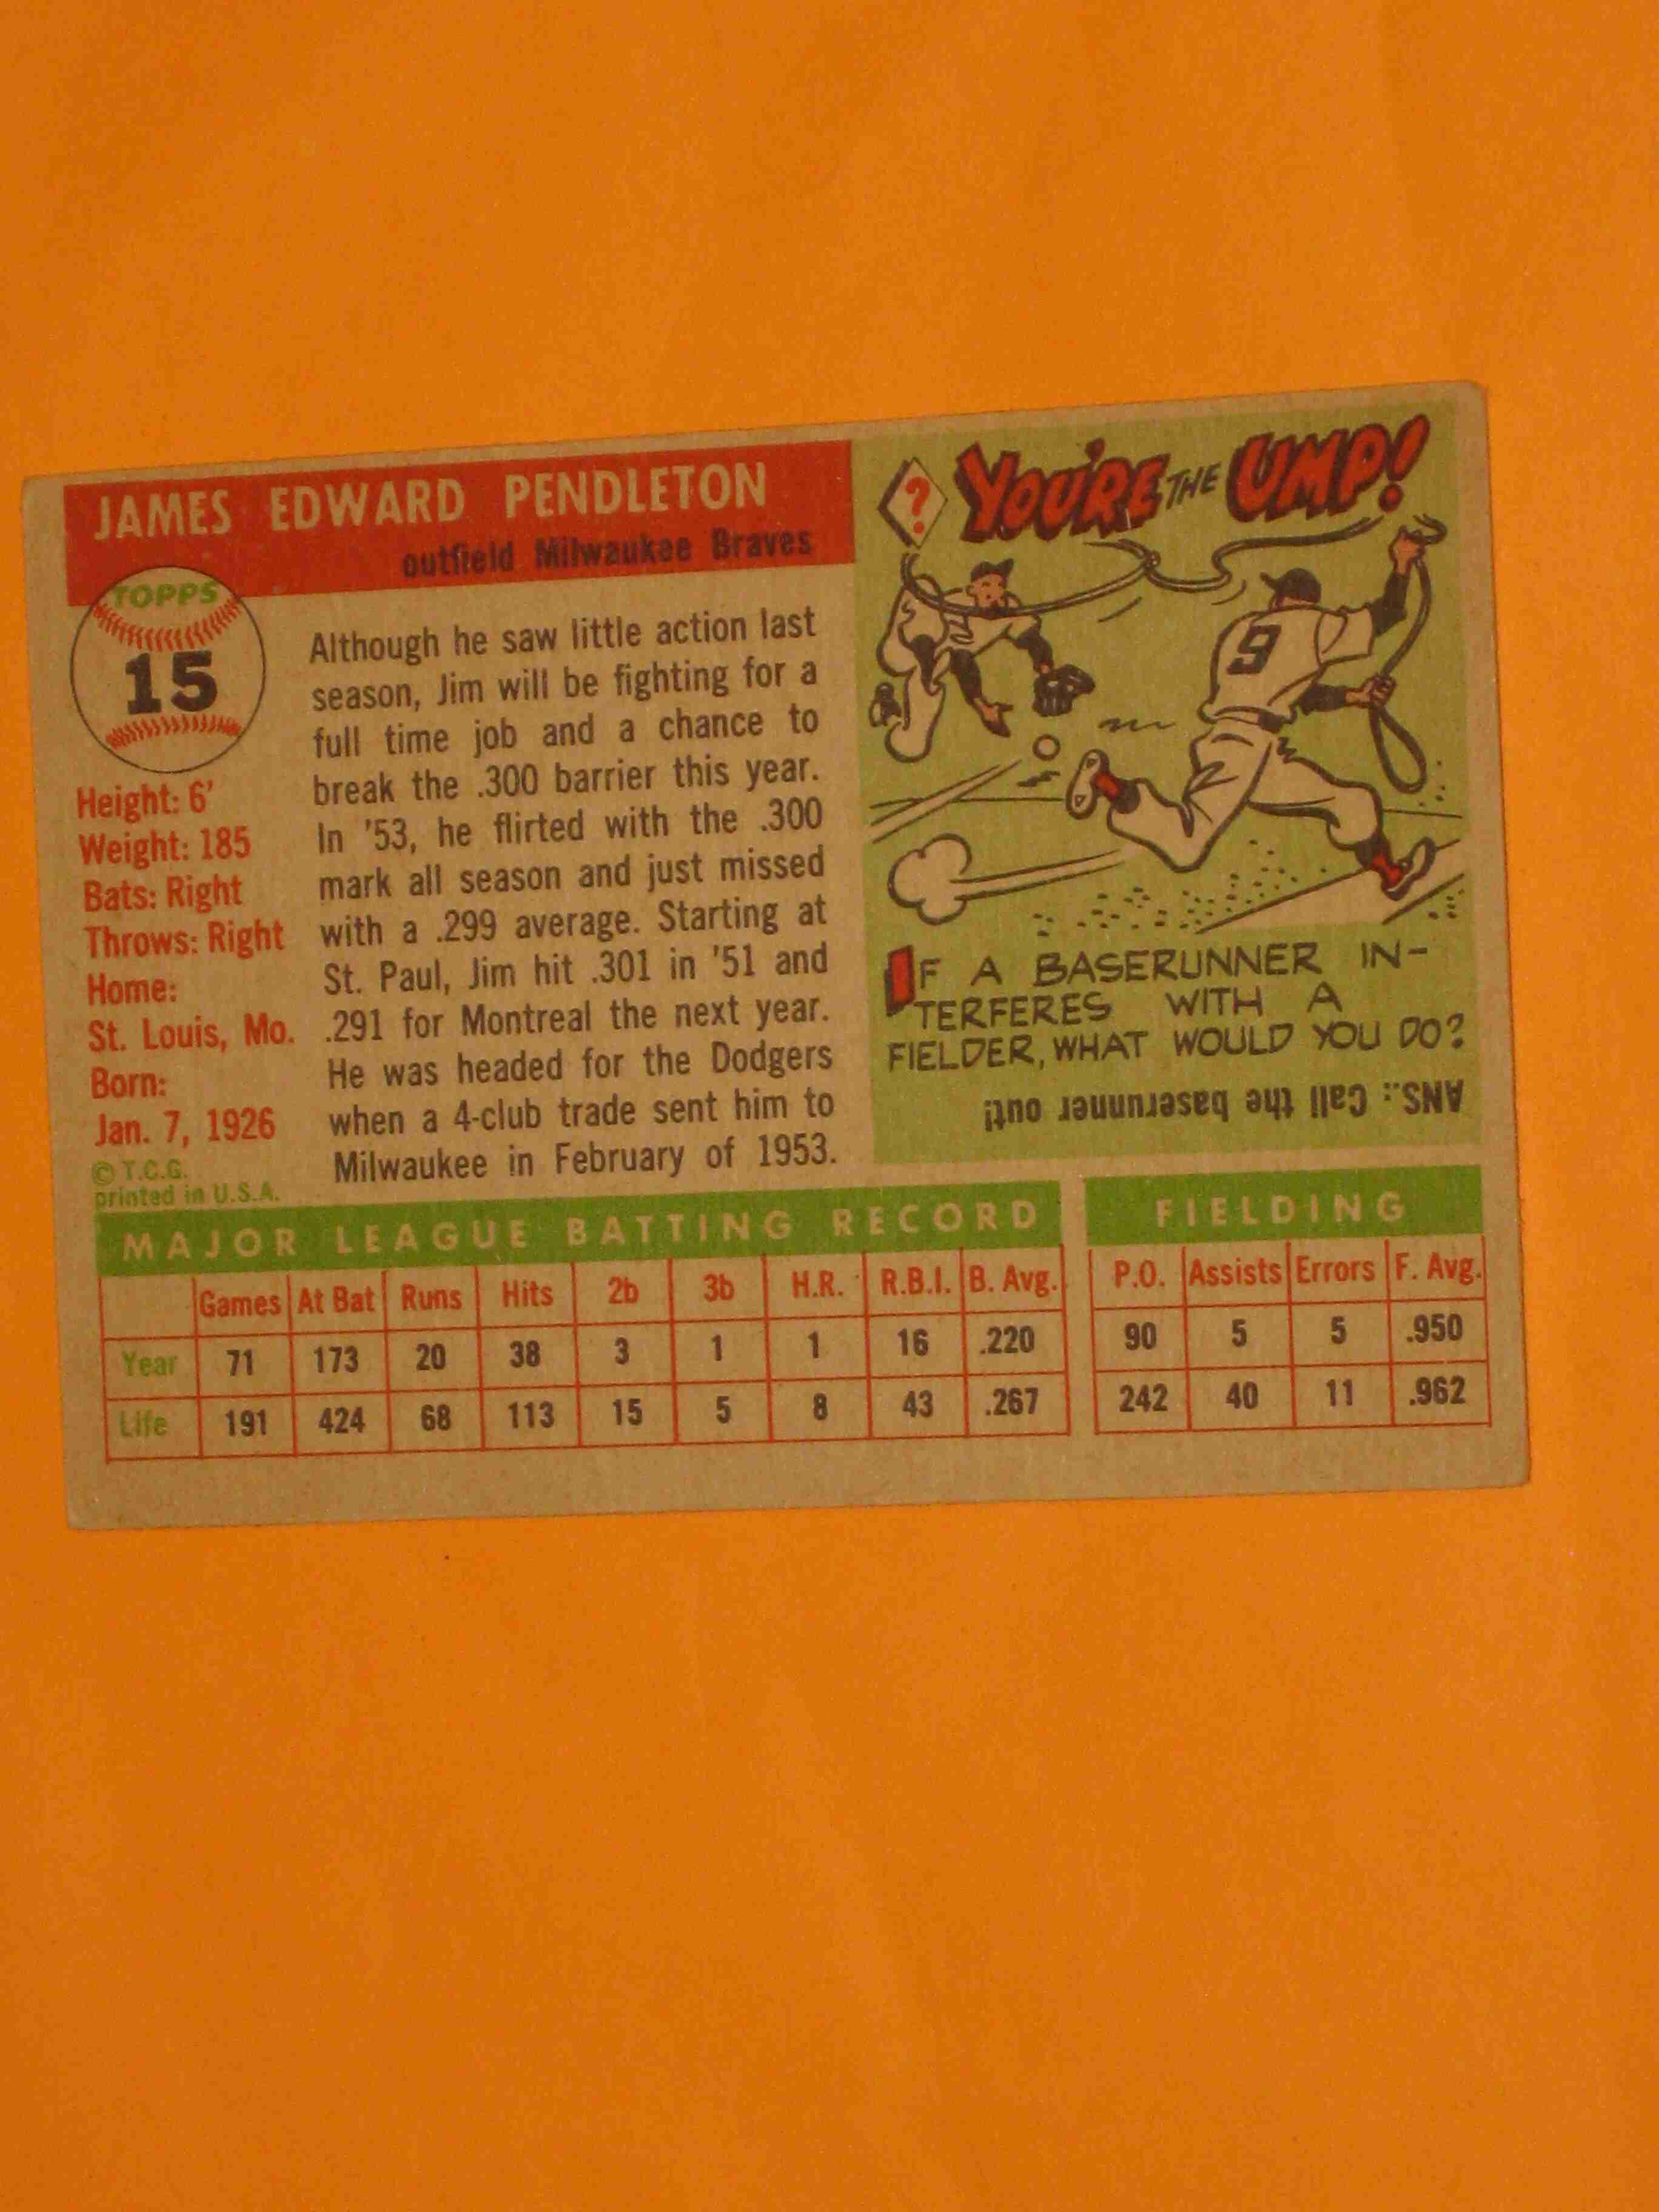 JAMES EDWARD PENDLETON
outfield Milwaukee Braves
TOPPS
15
Height: 6'
Weight: 185
Bats: Right
Throws: Right
Home:
St. Louis, Mo.
Born:
Jan. 7, 1926
© T.C.G.
printed in U.S.A.
Although he saw little action last
season, Jim will be fighting for a
full time job and a chance to
break the .300 barrier this year.
In '53, he flirted with the .300
mark all season and just missed
with a .299 average. Starting at
St. Paul, Jim hit .301 in '51 and
.291 for Montreal the next year.
He was headed for the Dodgers
when a 4-club trade sent him to
Milwaukee in February of 1953.
? YOU'RE THE UMP!
9
IF A BASERUNNER IN-
TERFERES WITH A
FIELDER, WHAT WOULD YOU DO?
ANS.: Call the baserunner out!
MAJOR LEAGUE BATTING RECORD
Games At Bat Runs Hits 2b 3b H.R. R.B.I. B. Avg.
Year 71 173 20 38 3 1 1 16 .220
Life 191 424 68 113 15 5 8 43 .267
FIELDING
P.O. Assists Errors F. Avg.
90 5 5 .950
242 40 11 .962